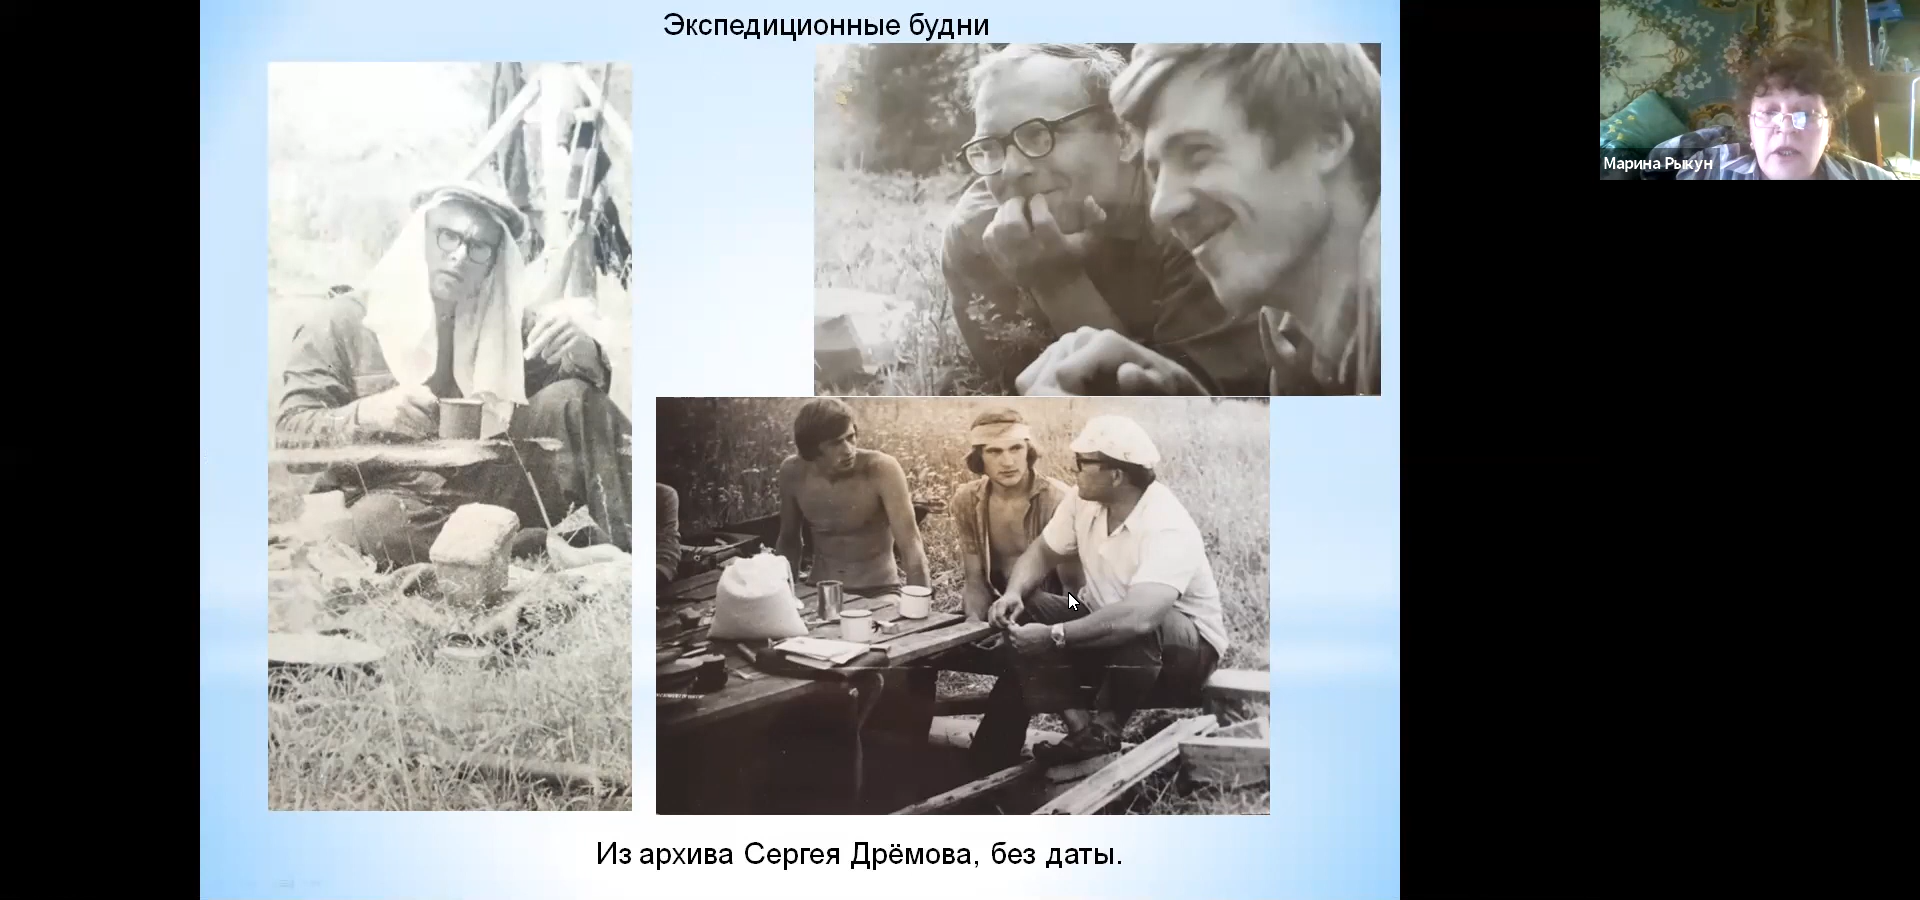 Экспедиционные будни
Марина Рыкун
Из архива Сергея Дрёмова, без даты.